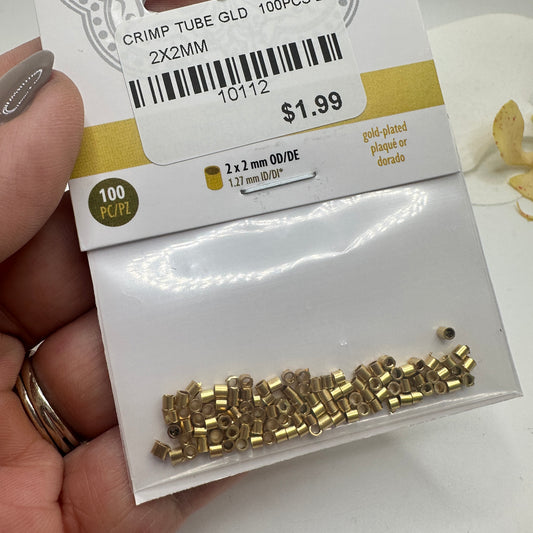 CRIMP TUBE GLD 100PCS
2X2MM
10112
$1.99
100
PC/PZ
2 x 2 mm OD/DE
1.27 mm ID/DI*
gold-plated
plaqué or
dorado